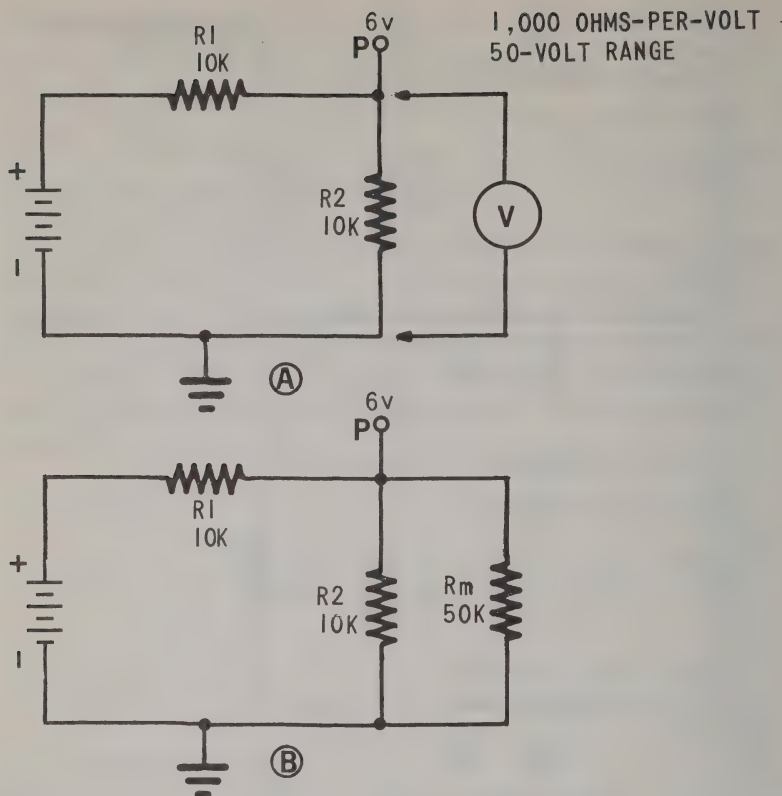 6v
1,000 OHMS-PER-VOLT
50-VOLT RANGE
R1
10K
P
+
R2
10K
V
-
A
6v
P
R1
10K
+
R2
10K
Rm
50K
-
B